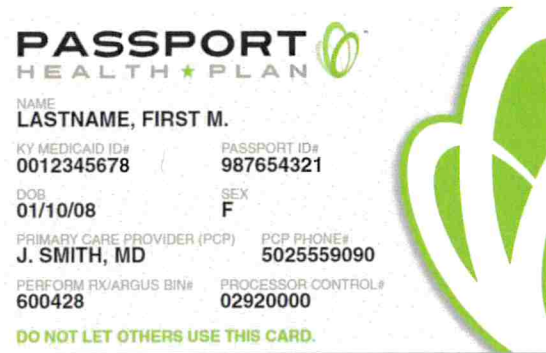 PASSPORT
HEALTH★PLAN
NAME
LASTNAME, FIRST M.
KY MEDICAID ID# PASSPORT ID#
0012345678 987654321
DOB SEX
01/10/08 F
PRIMARY CARE PROVIDER (PCP) PCP PHONE#
J. SMITH, MD 5025559090
PERFORM RX/ARGUS BIN# PROCESSOR CONTROL#
600428 02920000
DO NOT LET OTHERS USE THIS CARD.